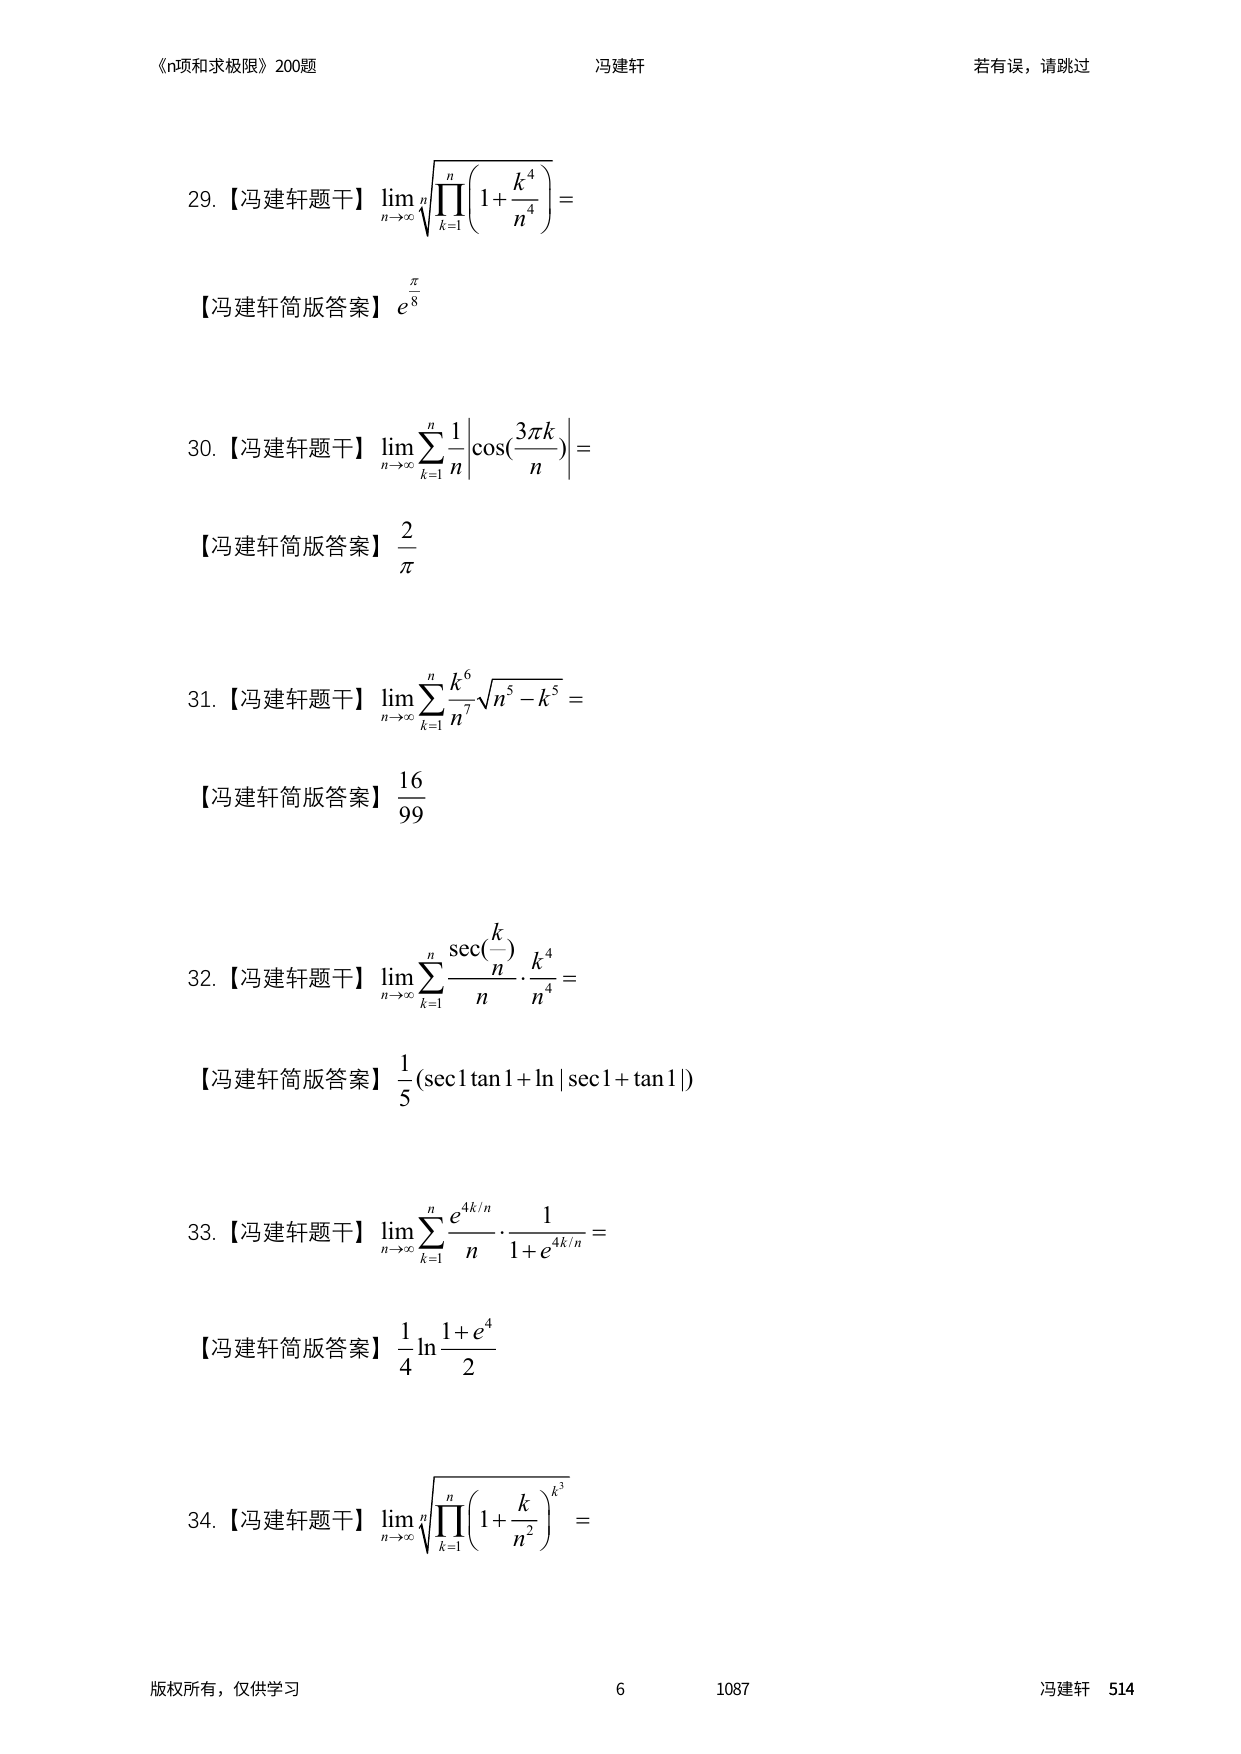 《n项和求极限》200题 冯建轩 若有误，请跳过
29.【冯建轩题干】 $\lim_{n\to\infty}\sqrt[n]{\prod_{k=1}^{n}\left(1+\frac{k^4}{n^4}\right)}=$
【冯建轩简版答案】 $e^{\frac{\pi}{8}}$
30.【冯建轩题干】 $\lim_{n\to\infty}\sum_{k=1}^{n}\frac{1}{n}\left|\cos(\frac{3\pi k}{n})\right|=$
【冯建轩简版答案】 $\frac{2}{\pi}$
31.【冯建轩题干】 $\lim_{n\to\infty}\sum_{k=1}^{n}\frac{k^6}{n^7}\sqrt{n^5-k^5}=$
【冯建轩简版答案】 $\frac{16}{99}$
32.【冯建轩题干】 $\lim_{n\to\infty}\sum_{k=1}^{n}\frac{\sec(\frac{k}{n})}{n}\cdot\frac{k^4}{n^4}=$
【冯建轩简版答案】 $\frac{1}{5}(\sec 1\tan 1+\ln|\sec 1+\tan 1|)$
33.【冯建轩题干】 $\lim_{n\to\infty}\sum_{k=1}^{n}\frac{e^{4k/n}}{n}\cdot\frac{1}{1+e^{4k/n}}=$
【冯建轩简版答案】 $\frac{1}{4}\ln\frac{1+e^4}{2}$
34.【冯建轩题干】 $\lim_{n\to\infty}\sqrt[n]{\prod_{k=1}^{n}\left(1+\frac{k}{n^2}\right)^{k^3}}=$
版权所有，仅供学习 6 1087 冯建轩 514